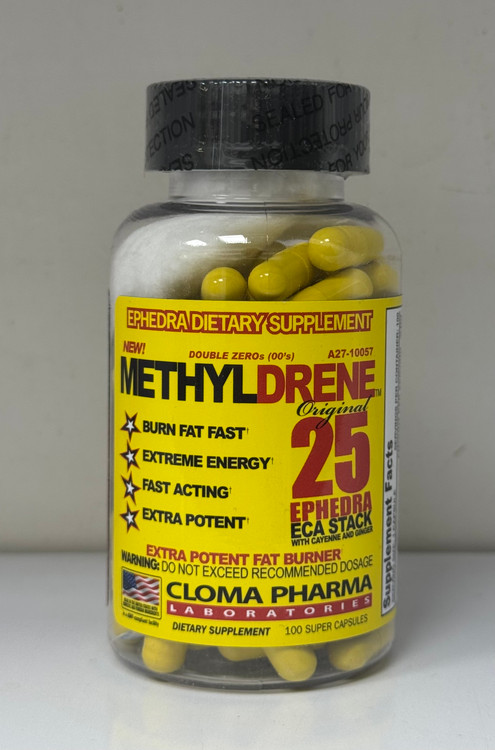 SEALED FOR
PROTECTION
EPHEDRA DIETARY SUPPLEMENT
NEW!
DOUBLE ZEROs (00's) A27-10057
METHYLDRENE™
Original
25
EPHEDRA
ECA STACK
WITH CAYENNE AND GINGER
BURN FAT FAST†
EXTREME ENERGY†
FAST ACTING†
EXTRA POTENT†
EXTRA POTENT FAT BURNER
WARNING: DO NOT EXCEED RECOMMENDED DOSAGE
CLOMA PHARMA
LABORATORIES
DIETARY SUPPLEMENT 100 SUPER CAPSULES
Supplement Facts